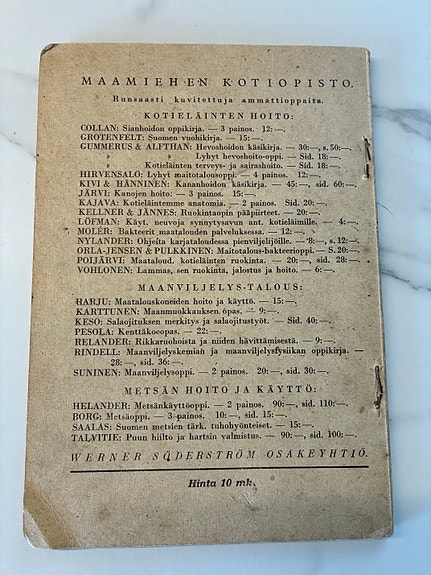 MAAMIEHEN KOTIOPISTO.
Runsaasti kuvitettuja ammattioppaita.
KOTIELÄINTEN HOITO:
COLLAN: Sianhoidon oppikirja. — 3 painos. 12:—.
GROTENFELT: Suomen vuohikirja. — 15:—.
GUMMERUS & ALFTHAN: Hevoshoidon käsikirja. — 30:—, s. 50:—.
» » Lyhyt hevoshoito-oppi. — Sid. 18:—.
» » Kotieläinten terveys- ja sairashoito. — Sid. 18:—.
HIRVENSALO: Lyhyt maitotalousoppi. — 4 painos. 12:—.
KIVI & HÄNNINEN: Kananhoidon käsikirja. — 45:—, sid. 60:—.
JÄRVI: Kanojen hoito. — 3 painos. 15:—.
KAJAVA: Kotieläintemme anatomia. — 2 painos. Sid. 20:—.
KELLNER & JÄNNES: Ruokintaopin pääpiirteet. — 20:—.
LÖFMAN: Käyt. neuvoja synnytysavun ant. kotieläimille. — 4:—.
MOLÉR: Bakteerit maatalouden palveluksessa. — 12:—.
NYLANDER: Ohjeita karjataloudessa pienviljelijöille. — 8:—, s. 12:—.
ORLA-JENSEN & PULKKINEN: Maitotalous-bakteerioppi. — S. 20:—.
POIJÄRVI: Maataloud. kotieläinten ruokinta. — 20:—, sid. 28:—.
VOHLONEN: Lammas, sen ruokinta, jalostus ja hoito. — 6:—.
MAANVILJELYS-TALOUS:
HARJU: Maatalouskoneiden hoito ja käyttö. — 15:—.
KARTTUNEN: Maanmuokkauksen opas. — 9:—.
KESO: Salaojituksen merkitys ja salaojitustyöt. — Sid. 40:—.
PESOLA: Kenttäkoeopas. — 22:—.
RELANDER: Rikkaruohoista ja niiden hävittämisestä. — 9:—.
RINDELL: Maanviljelyskemian ja maanviljelysfysiikan oppikirja. —
28:—, sid. 36:—.
SUNINEN: Maanviljelysoppi. — 2 painos. 20:—, sid. 30:—.
METSÄN HOITO JA KÄYTTÖ:
HELANDER: Metsänkäyttöoppi. — 2 painos. 90:—, sid. 110:—.
BORG: Metsäoppi. — 3 painos. 10:—, sid. 15:—.
SAALAS: Suomen metsien tärk. tuhohyönteiset. — 15:—.
TALVITIE: Puun hiilto ja hartsin valmistus. — 90:—, sid. 100:—.
WERNER SÖDERSTRÖM OSAKEYHTIÖ.
Hinta 10 mk.